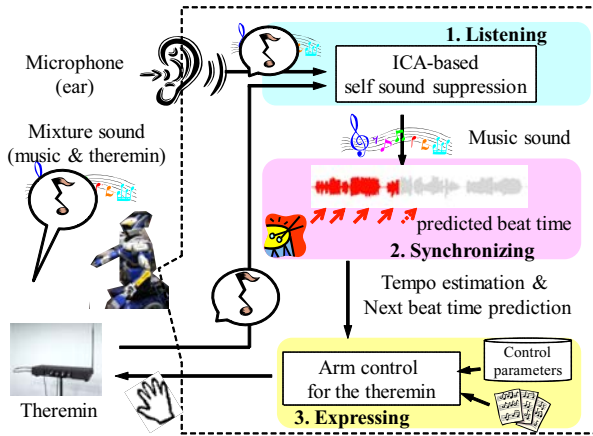 1. Listening
Microphone
(ear)
ICA-based
self sound suppression
Mixture sound
(music & theremin)
Music sound
predicted beat time
2. Synchronizing
Tempo estimation &
Next beat time prediction
Theremin
Arm control
for the theremin
Control
parameters
3. Expressing